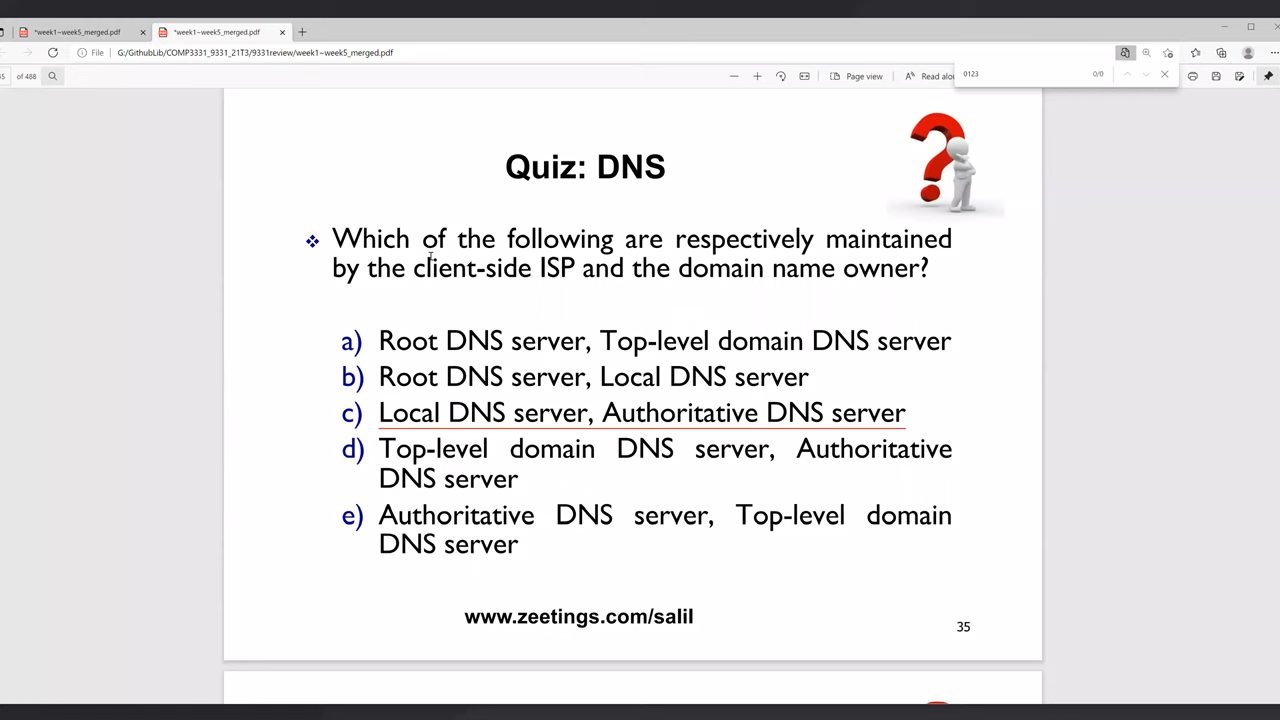 *week1~week5_merged.pdf
*week1~week5_merged.pdf
File
G:/GithubLib/COMP3331_9331_21T3/9331review/week1~week5_merged.pdf
of 488
Page view
Read alou
0123
0/0
Quiz: DNS
Which of the following are respectively maintained
by the client-side ISP and the domain name owner?
a) Root DNS server, Top-level domain DNS server
b) Root DNS server, Local DNS server
c) Local DNS server, Authoritative DNS server
d) Top-level domain DNS server, Authoritative
DNS server
e) Authoritative DNS server, Top-level domain
DNS server
www.zeetings.com/salil
35